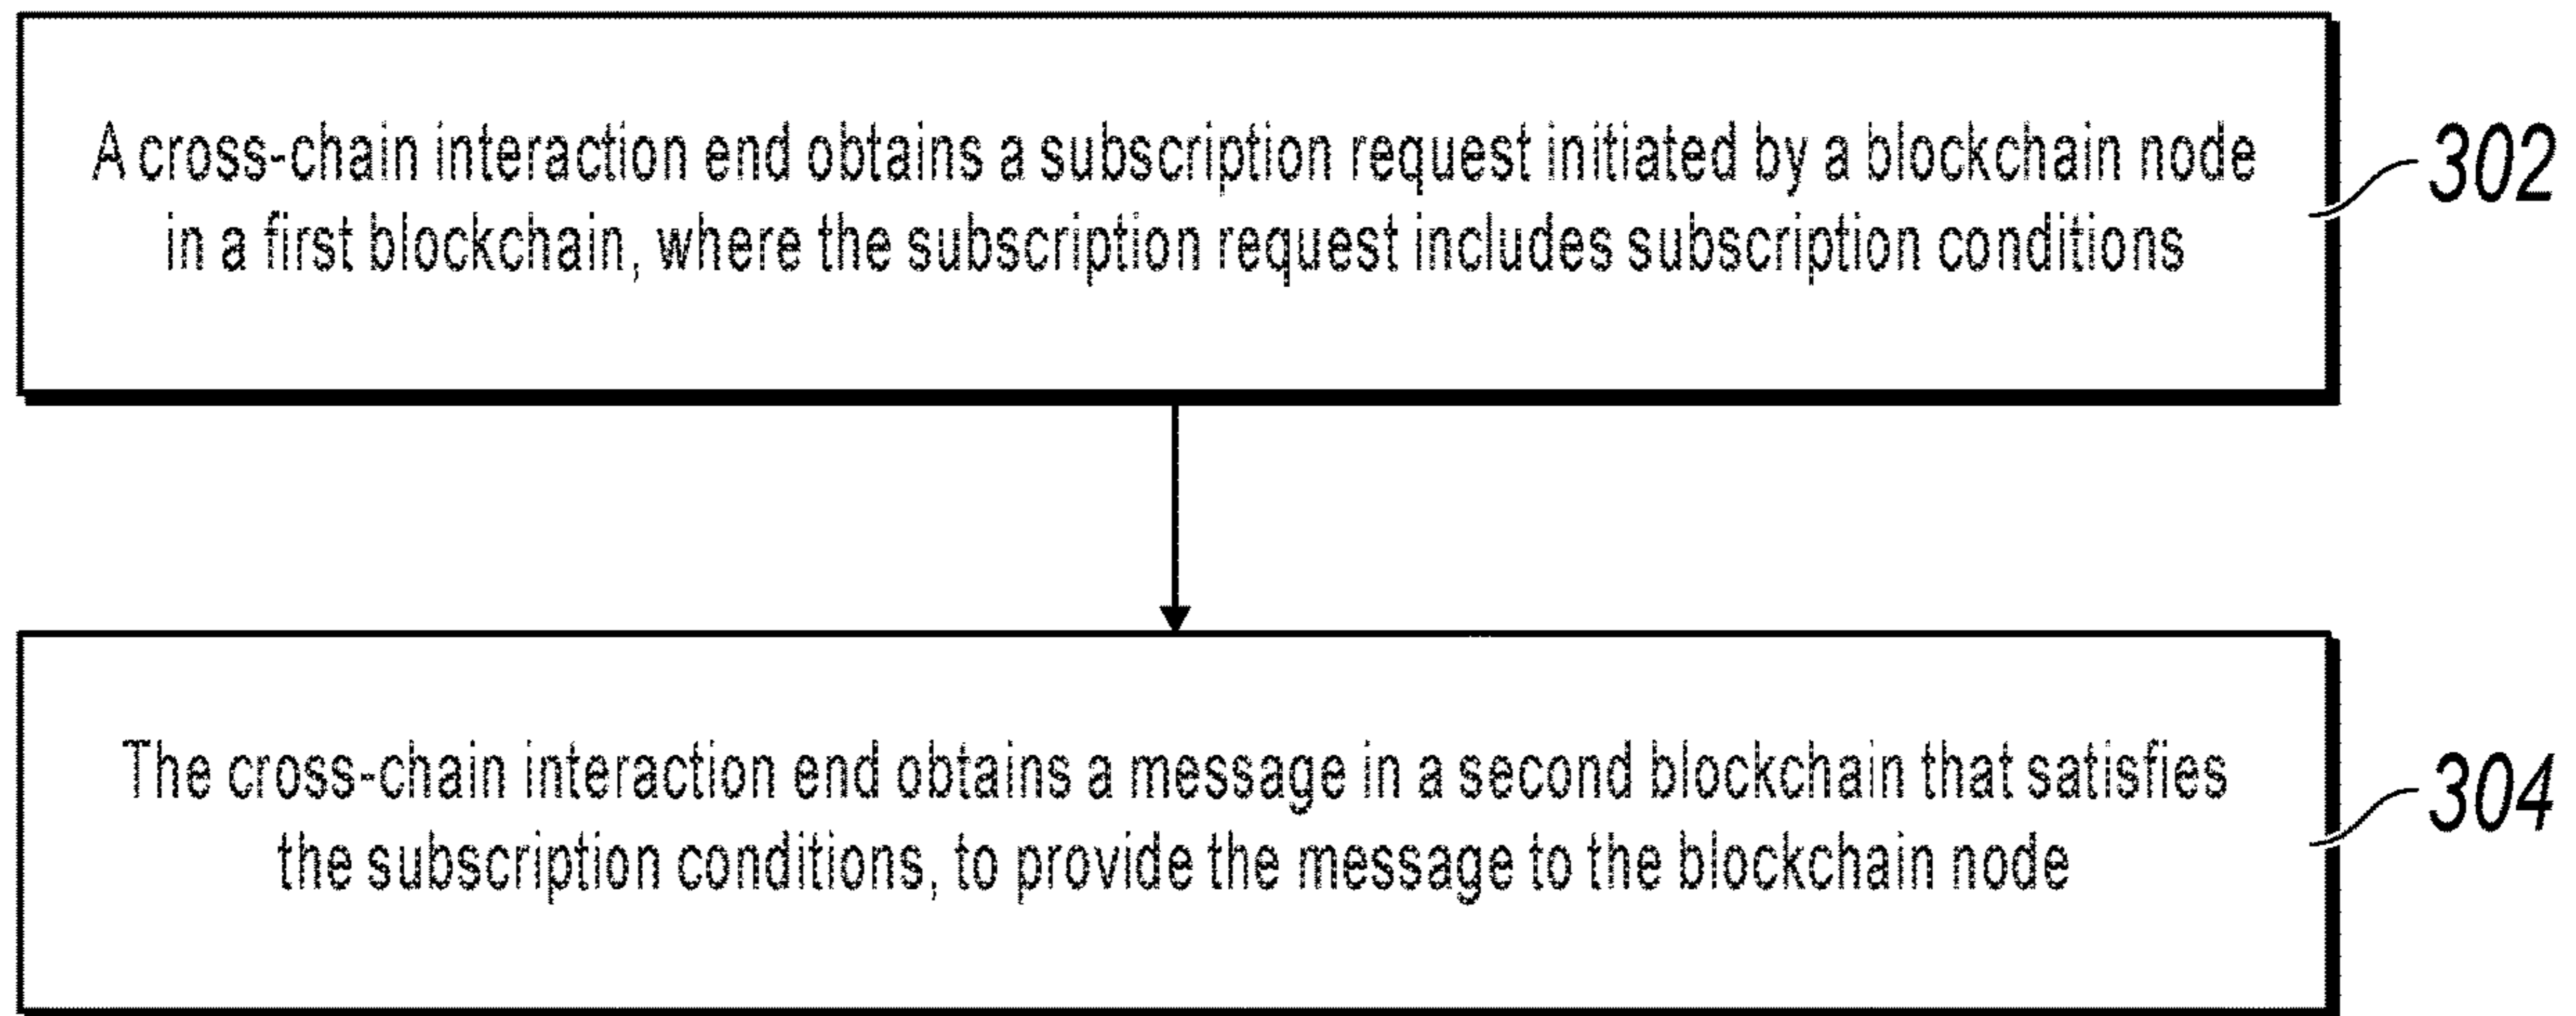 A cross-chain interaction end obtains a subscription request initiated by a blockchain node
in a first blockchain, where the subscription request includes subscription conditions
302
The cross-chain interaction end obtains a message in a second blockchain that satisfies
the subscription conditions, to provide the message to the blockchain node
304